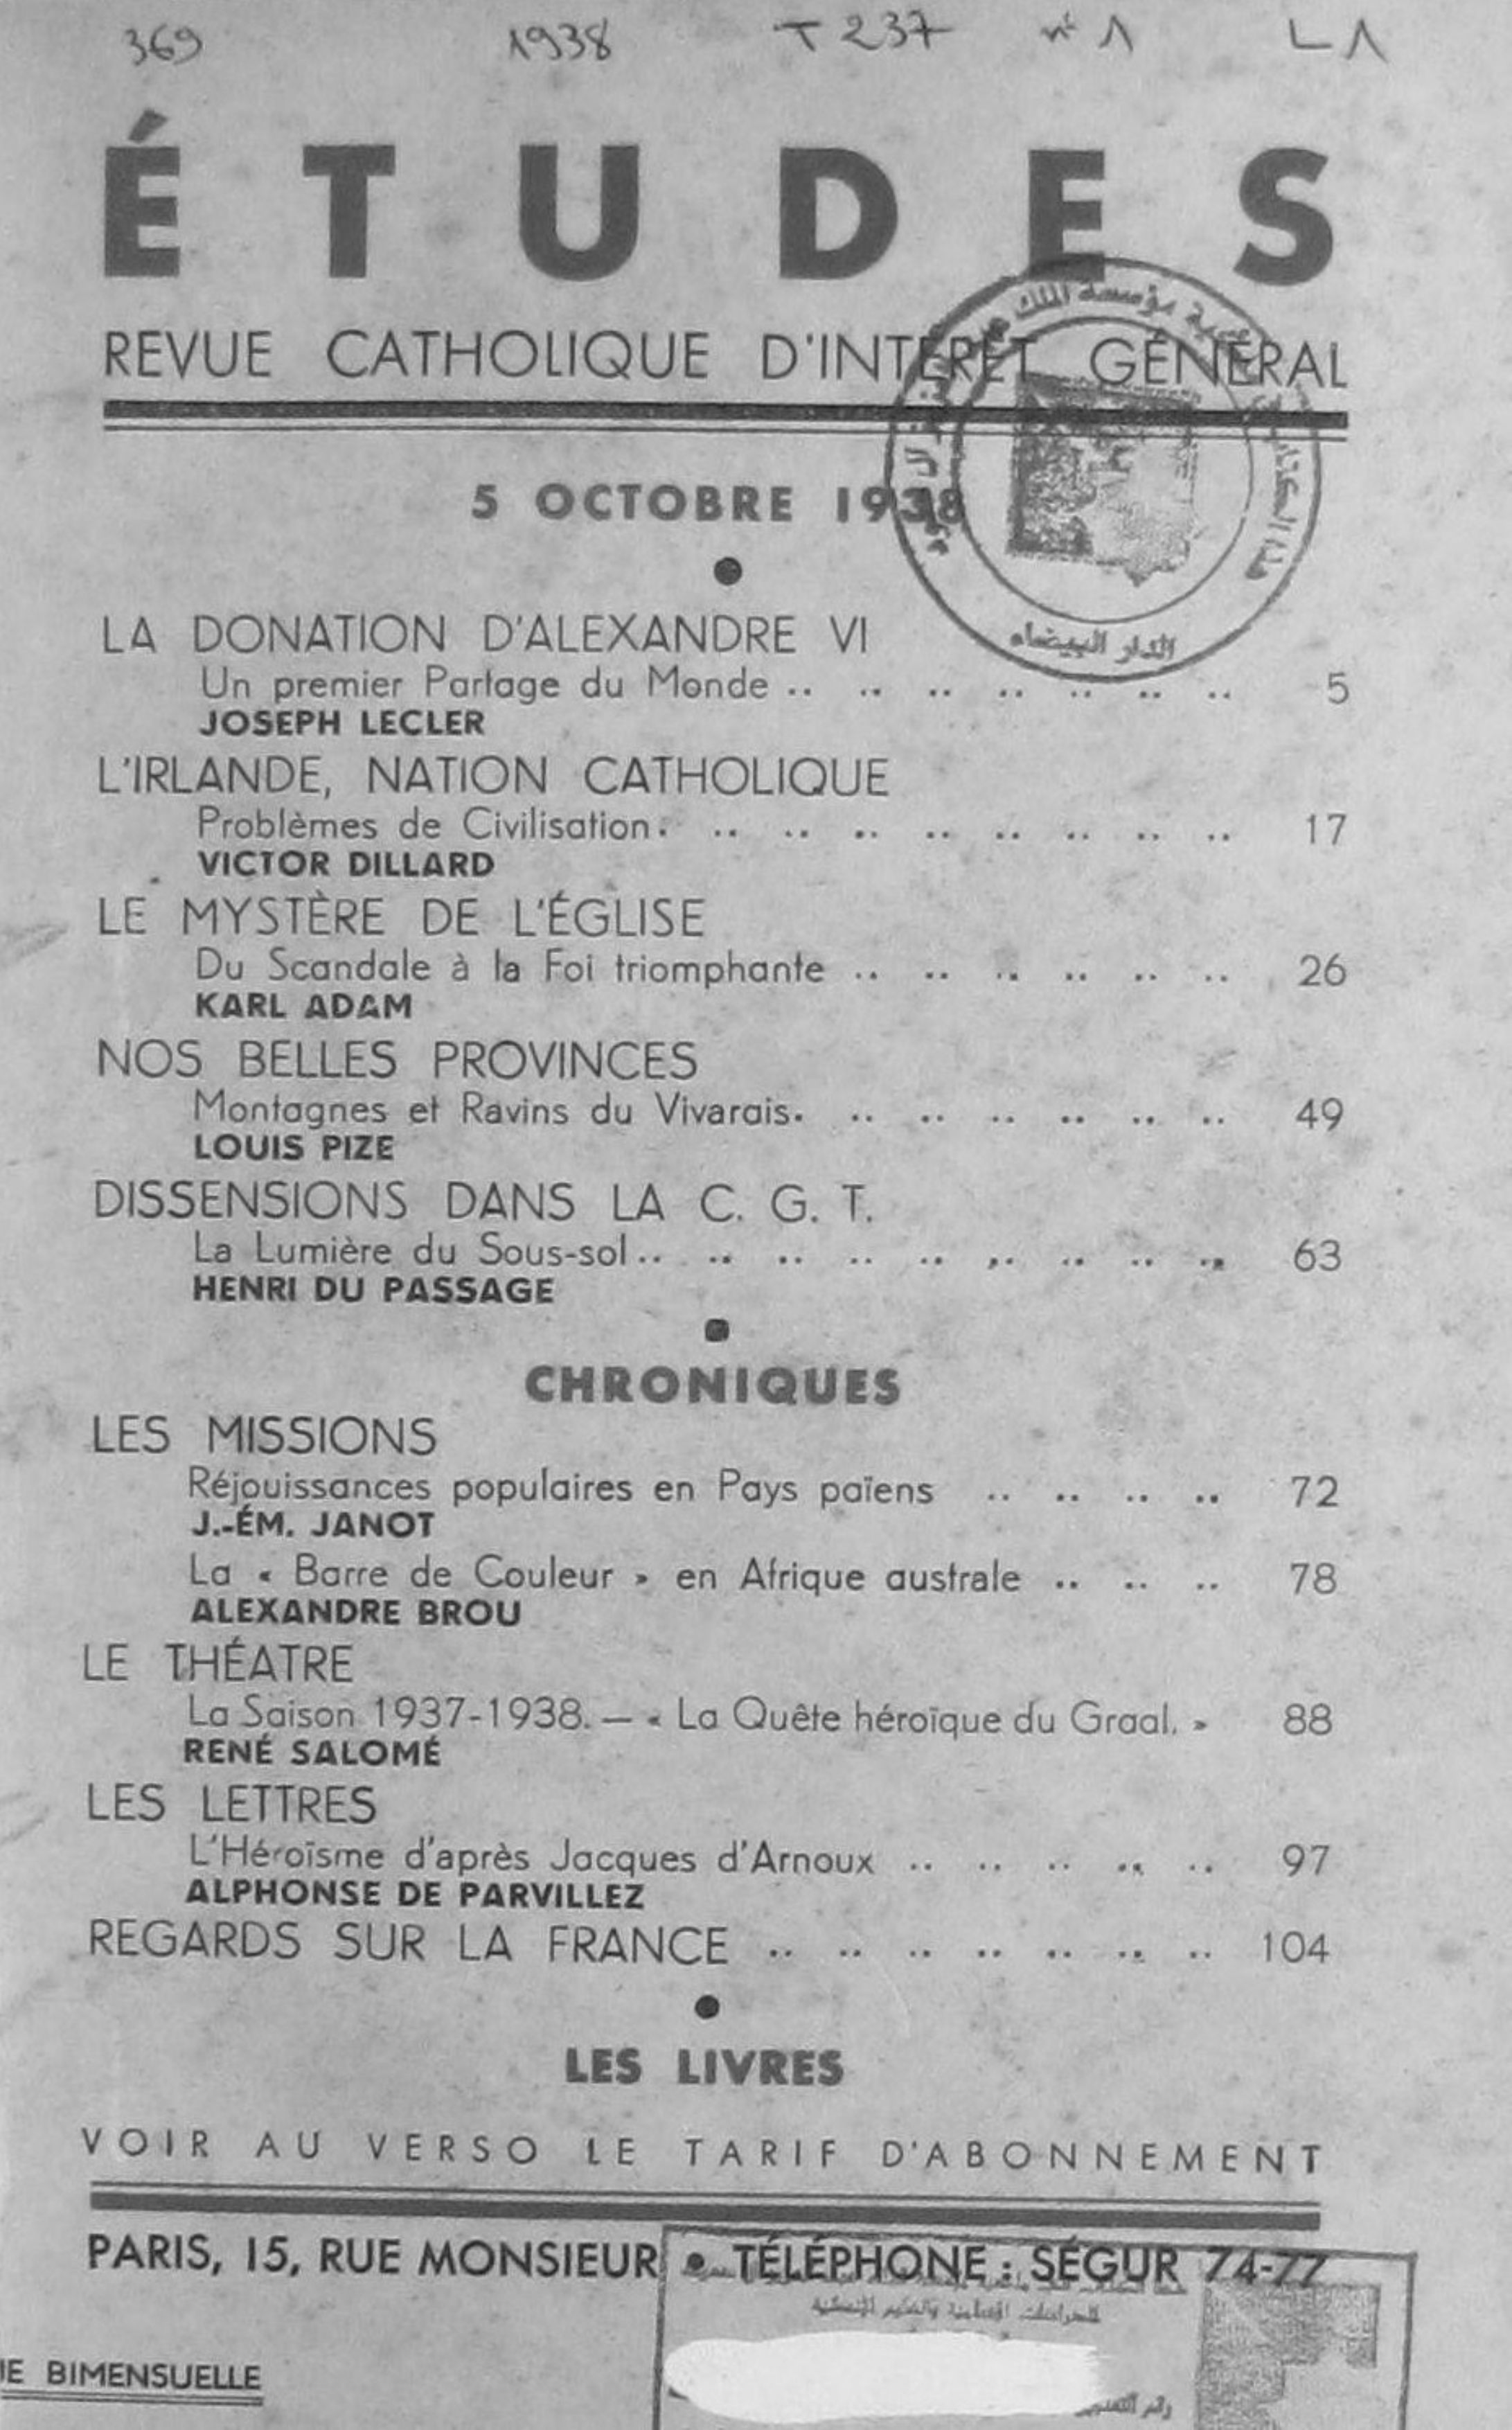 369 1938 T 237 n° 1 L 1
ÉTUDES
REVUE CATHOLIQUE D'INTÉRÊT GÉNÉRAL
مؤسسة الملك
5 OCTOBRE 1938
الدار البيضاء
LA DONATION D'ALEXANDRE VI
Un premier Partage du Monde .. .. .. .. .. .. .. 5
JOSEPH LECLER
L'IRLANDE, NATION CATHOLIQUE
Problèmes de Civilisation. .. .. .. .. .. .. .. .. 17
VICTOR DILLARD
LE MYSTÈRE DE L'ÉGLISE
Du Scandale à la Foi triomphante .. .. .. .. .. .. 26
KARL ADAM
NOS BELLES PROVINCES
Montagnes et Ravins du Vivarais. .. .. .. .. .. .. 49
LOUIS PIZE
DISSENSIONS DANS LA C. G. T.
La Lumière du Sous-sol .. .. .. .. .. .. .. .. .. 63
HENRI DU PASSAGE
CHRONIQUES
LES MISSIONS
Réjouissances populaires en Pays païens .. .. .. .. 72
J.-ÉM. JANOT
La « Barre de Couleur » en Afrique australe .. .. .. 78
ALEXANDRE BROU
LE THÉATRE
La Saison 1937-1938. — « La Quête héroïque du Graal. » 88
RENÉ SALOMÉ
LES LETTRES
L'Héroïsme d'après Jacques d'Arnoux .. .. .. .. .. 97
ALPHONSE DE PARVILLEZ
REGARDS SUR LA FRANCE .. .. .. .. .. .. .. 104
LES LIVRES
VOIR AU VERSO LE TARIF D'ABONNEMENT
PARIS, 15, RUE MONSIEUR • TÉLÉPHONE : SÉGUR 74-77
للدراسات الإسلامية والعلوم الإنسانية
BIMENSUELLE
رقم